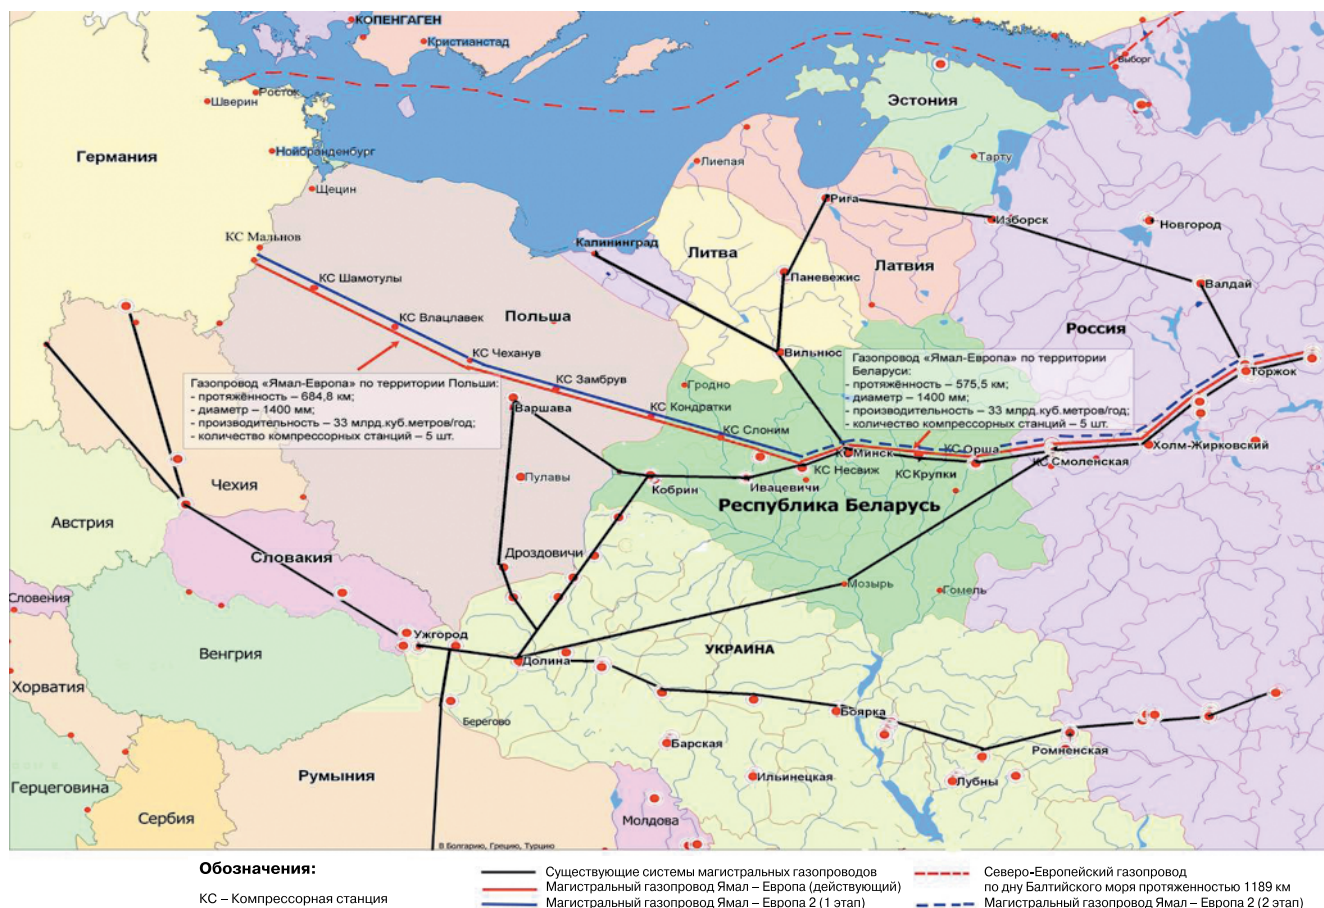 КОПЕНГАГЕН
Кристианстад
Выборг
Росток
Шверин
Эстония
Германия
Нойбранденбург
Тарту
Лиепая
Щецин
Рига
Изборск
Новгород
КС Мальнов
Калининград
Литва
Латвия
Паневежис
КС Шамотулы
Валдай
КС Влацлавек
Польша
Россия
КС Чеханув
Вильнюс
Газопровод «Ямал-Европа» по территории
Беларуси:
- протяжённость – 575,5 км;
- диаметр – 1400 мм;
- производительность – 33 млрд.куб.метров/год;
- количество компрессорных станций – 5 шт.
Торжок
Газопровод «Ямал-Европа» по территории Польши:
- протяжённость – 684,8 км;
- диаметр – 1400 мм;
- производительность – 33 млрд.куб.метров/год;
- количество компрессорных станций – 5 шт.
КС Замбрув
Гродно
Варшава
КС Кондратки
КС Слоним
КС Минск
КС Орша
Холм-Жирковский
КС Смоленская
КС Несвиж
КС Крупки
Пулавы
Чехия
Кобрин
Ивацевичи
Республика Беларусь
Австрия
Словакия
Дроздовичи
Мозырь
Гомель
Словения
Ужгород
Венгрия
Долина
УКРАИНА
Хорватия
Берегово
Боярка
Барская
Ромненская
Румыния
Ильинецкая
Лубны
Герцеговина
Сербия
Молдова
В Болгарию, Грецию, Турцию
Обозначения:
КС – Компрессорная станция
Существующие системы магистральных газопроводов
Магистральный газопровод Ямал – Европа (действующий)
Магистральный газопровод Ямал – Европа 2 (1 этап)
Северо-Европейский газопровод
по дну Балтийского моря протяженностью 1189 км
Магистральный газопровод Ямал – Европа 2 (2 этап)